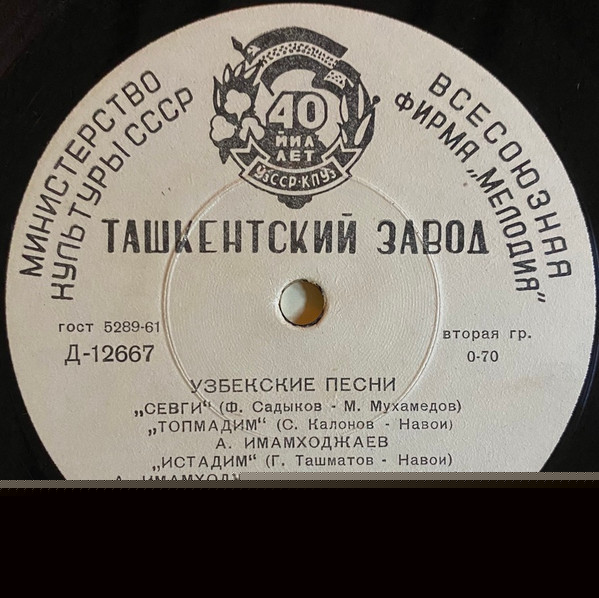 МИНИСТЕРСТВО
КУЛЬТУРЫ СССР
40
ЙИЛ
ЛЕТ
УзССР·КПУз
ВСЕСОЮЗНАЯ
ФИРМА „МЕЛОДИЯ"
ТАШКЕНТСКИЙ ЗАВОД
гост 5289-61
Д-12667
вторая гр.
0-70
УЗБЕКСКИЕ ПЕСНИ
„СЕВГИ" (Ф. Садыков - М. Мухамедов)
„ТОПМАДИМ" (С. Калонов - Навои)
А. ИМАМХОДЖАЕВ
„ИСТАДИМ" (Г. Ташматов - Навои)